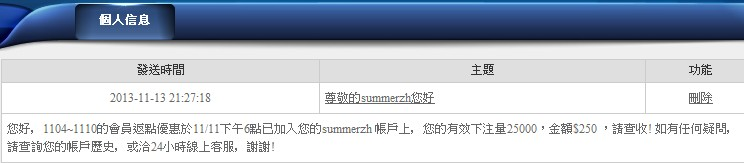 個人信息
發送時間 主題 功能
2013-11-13 21:27:18 尊敬的summerzh您好 刪除
您好，1104~1110的會員返點優惠於11/11下午6點已加入您的summerzh 帳戶上，您的有效下注量25000，金額$250 ，請查收! 如有任何疑問,
請查詢您的帳戶歷史，或洽24小時線上客服，謝謝!